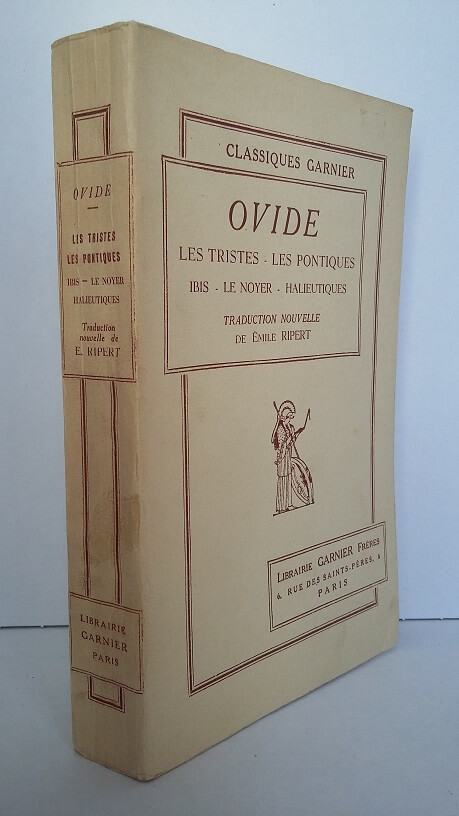 OVIDE
LES TRISTES
LES PONTIQUES
IBIS - LE NOYER
HALIEUTIQUES
Traduction
nouvelle de
E. RIPERT
LIBRAIRIE
GARNIER
PARIS
CLASSIQUES GARNIER
OVIDE
LES TRISTES - LES PONTIQUES
IBIS - LE NOYER - HALIEUTIQUES
TRADUCTION NOUVELLE
DE ÉMILE RIPERT
LIBRAIRIE GARNIER FRÈRES
6, RUE DES SAINTS-PÈRES, 6
PARIS